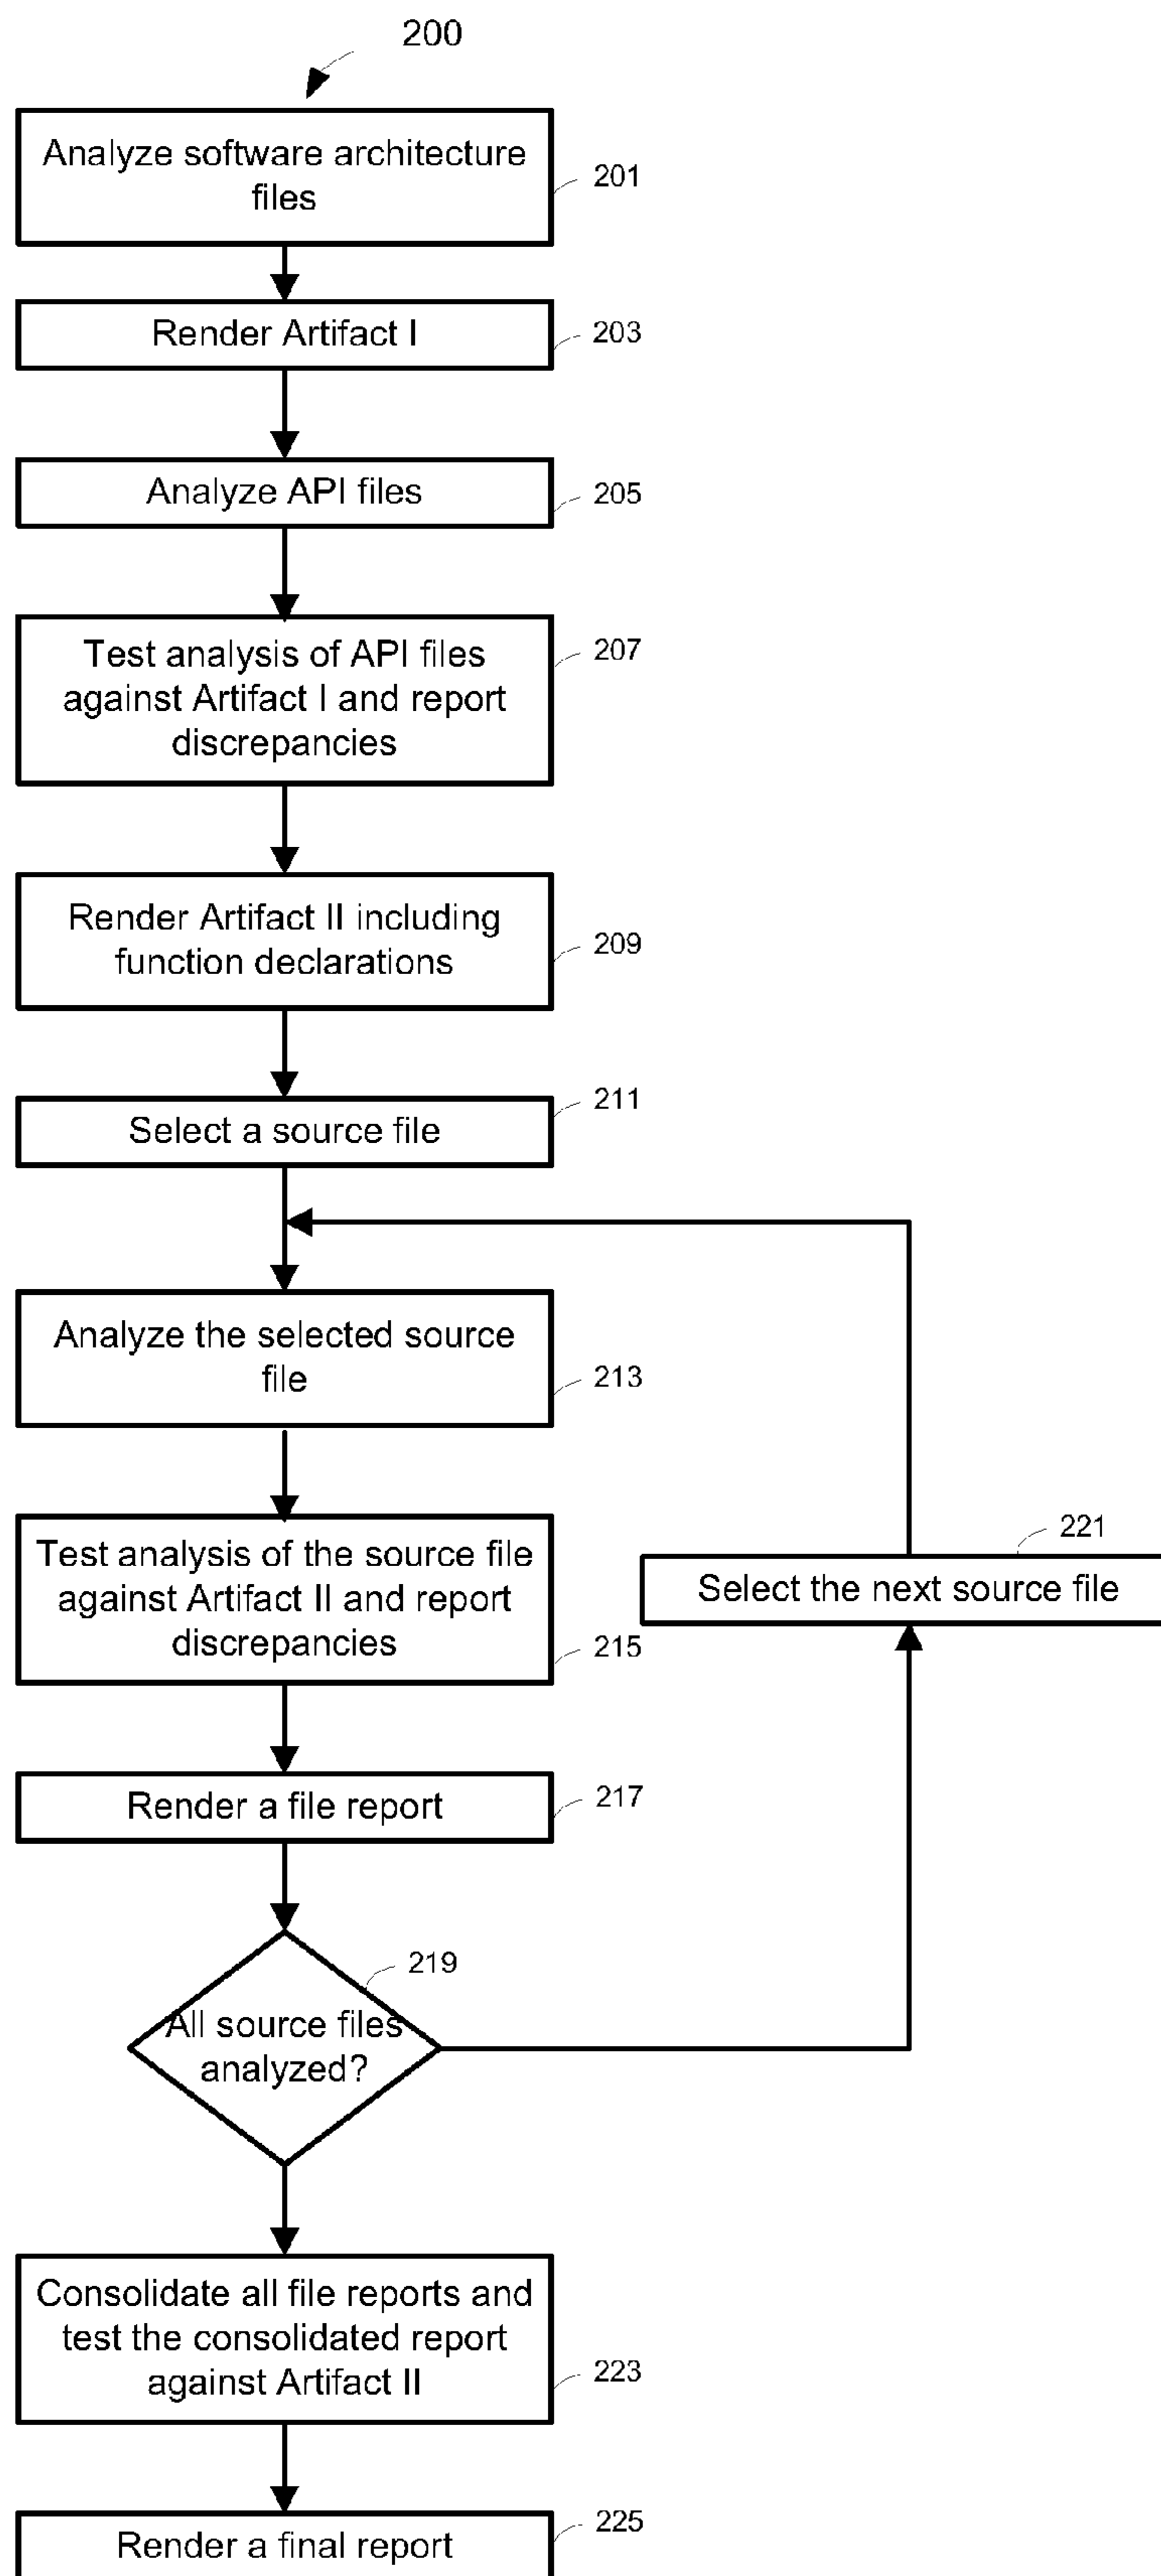 200
Analyze software architecture
files
201
Render Artifact I
203
Analyze API files
205
Test analysis of API files
against Artifact I and report
discrepancies
207
Render Artifact II including
function declarations
209
Select a source file
211
Analyze the selected source
file
213
Test analysis of the source file
against Artifact II and report
discrepancies
215
Select the next source file
221
Render a file report
217
All source files
analyzed?
219
Consolidate all file reports and
test the consolidated report
against Artifact II
223
Render a final report
225